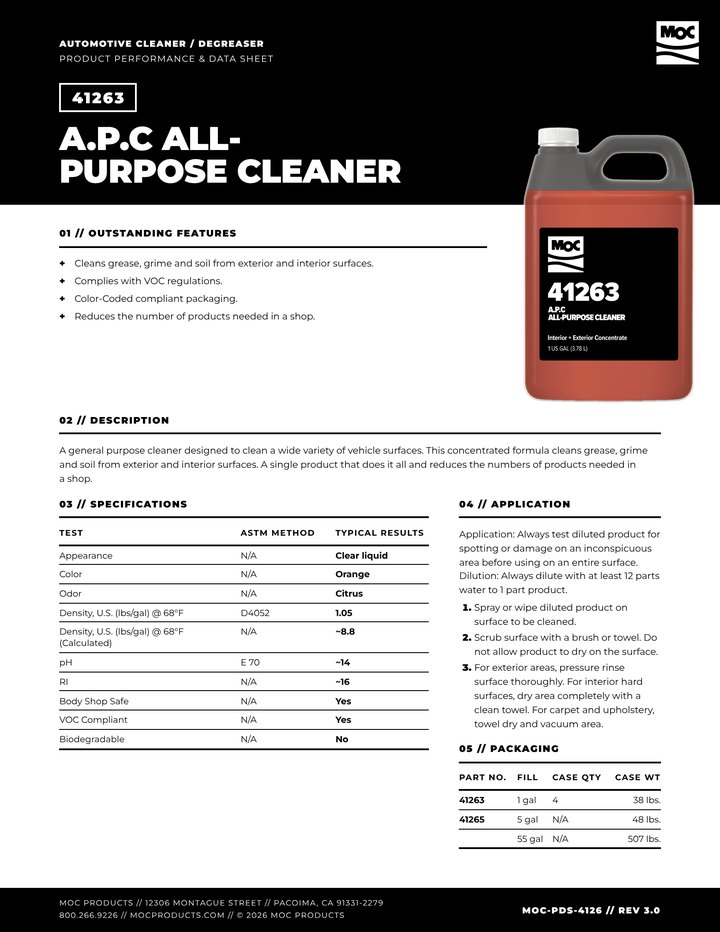 AUTOMOTIVE CLEANER / DEGREASER
PRODUCT PERFORMANCE & DATA SHEET
MOC
41263
A.P.C ALL-
PURPOSE CLEANER
01 // OUTSTANDING FEATURES
+ Cleans grease, grime and soil from exterior and interior surfaces.
+ Complies with VOC regulations.
+ Color-Coded compliant packaging.
+ Reduces the number of products needed in a shop.
MOC
41263
A.P.C
ALL-PURPOSE CLEANER
Interior + Exterior Concentrate
1 US GAL (3.78 L)
02 // DESCRIPTION
A general purpose cleaner designed to clean a wide variety of vehicle surfaces. This concentrated formula cleans grease, grime
and soil from exterior and interior surfaces. A single product that does it all and reduces the numbers of products needed in
a shop.
03 // SPECIFICATIONS
TEST ASTM METHOD TYPICAL RESULTS
Appearance N/A Clear liquid
Color N/A Orange
Odor N/A Citrus
Density, U.S. (lbs/gal) @ 68°F D4052 1.05
Density, U.S. (lbs/gal) @ 68°F N/A ~8.8
(Calculated)
pH E 70 ~14
RI N/A ~16
Body Shop Safe N/A Yes
VOC Compliant N/A Yes
Biodegradable N/A No
04 // APPLICATION
Application: Always test diluted product for
spotting or damage on an inconspicuous
area before using on an entire surface.
Dilution: Always dilute with at least 12 parts
water to 1 part product.
1. Spray or wipe diluted product on
surface to be cleaned.
2. Scrub surface with a brush or towel. Do
not allow product to dry on the surface.
3. For exterior areas, pressure rinse
surface thoroughly. For interior hard
surfaces, dry area completely with a
clean towel. For carpet and upholstery,
towel dry and vacuum area.
05 // PACKAGING
PART NO. FILL CASE QTY CASE WT
41263 1 gal 4 38 lbs.
41265 5 gal N/A 48 lbs.
55 gal N/A 507 lbs.
MOC PRODUCTS // 12306 MONTAGUE STREET // PACOIMA, CA 91331-2279
800.266.9226 // MOCPRODUCTS.COM // © 2026 MOC PRODUCTS
MOC-PDS-4126 // REV 3.0